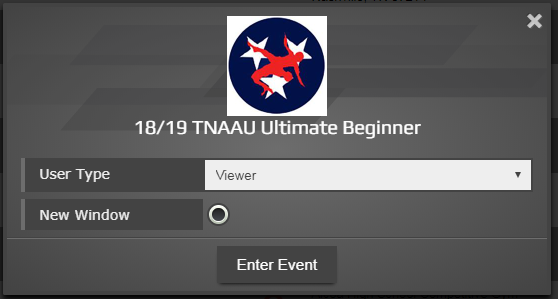 18/19 TNAAU Ultimate Beginner
User Type
Viewer
New Window
Enter Event